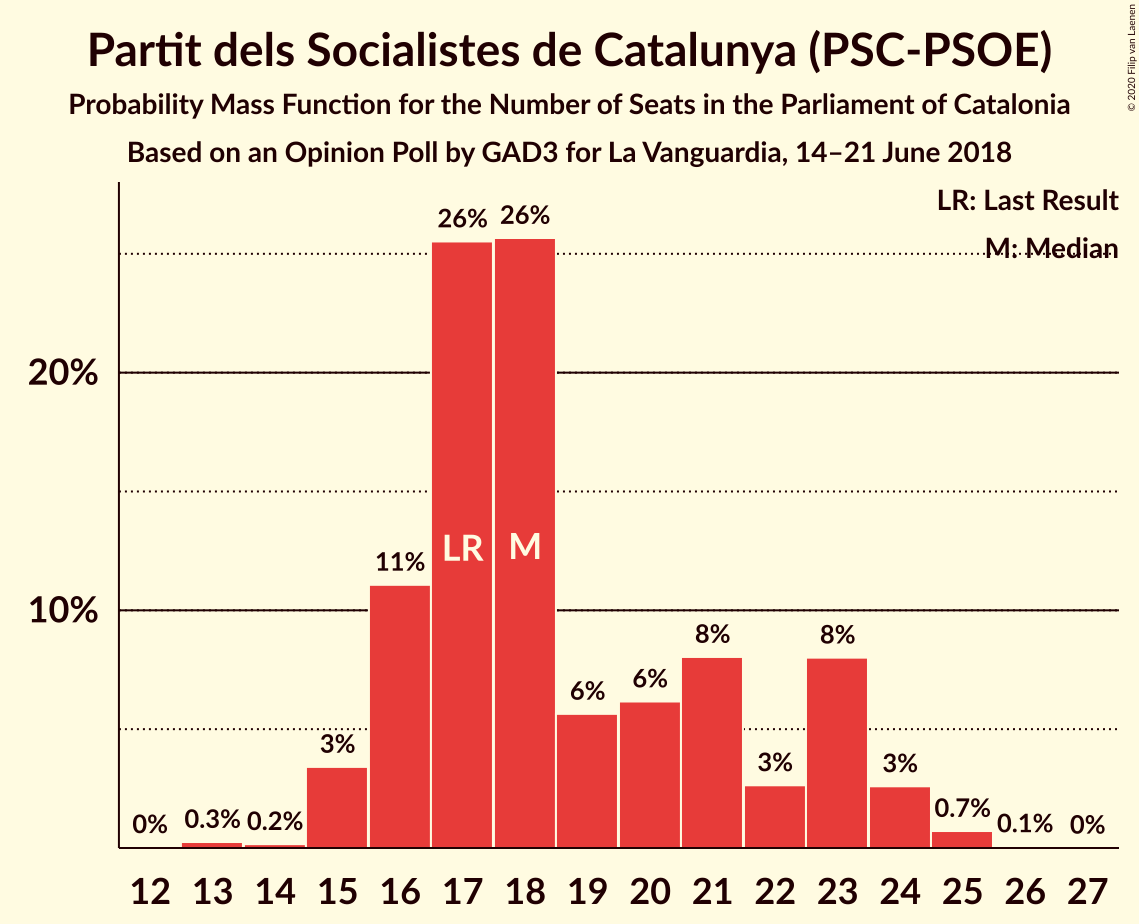 Partit dels Socialistes de Catalunya (PSC-PSOE)
Probability Mass Function for the Number of Seats in the Parliament of Catalonia
Based on an Opinion Poll by GAD3 for La Vanguardia, 14–21 June 2018
© 2020 Filip van Laenen
LR: Last Result
M: Median
20%
10%
0% 0.3% 0.2% 3% 11% 26% 26% 6% 6% 8% 3% 8% 3% 0.7% 0.1% 0%
LR M
12 13 14 15 16 17 18 19 20 21 22 23 24 25 26 27